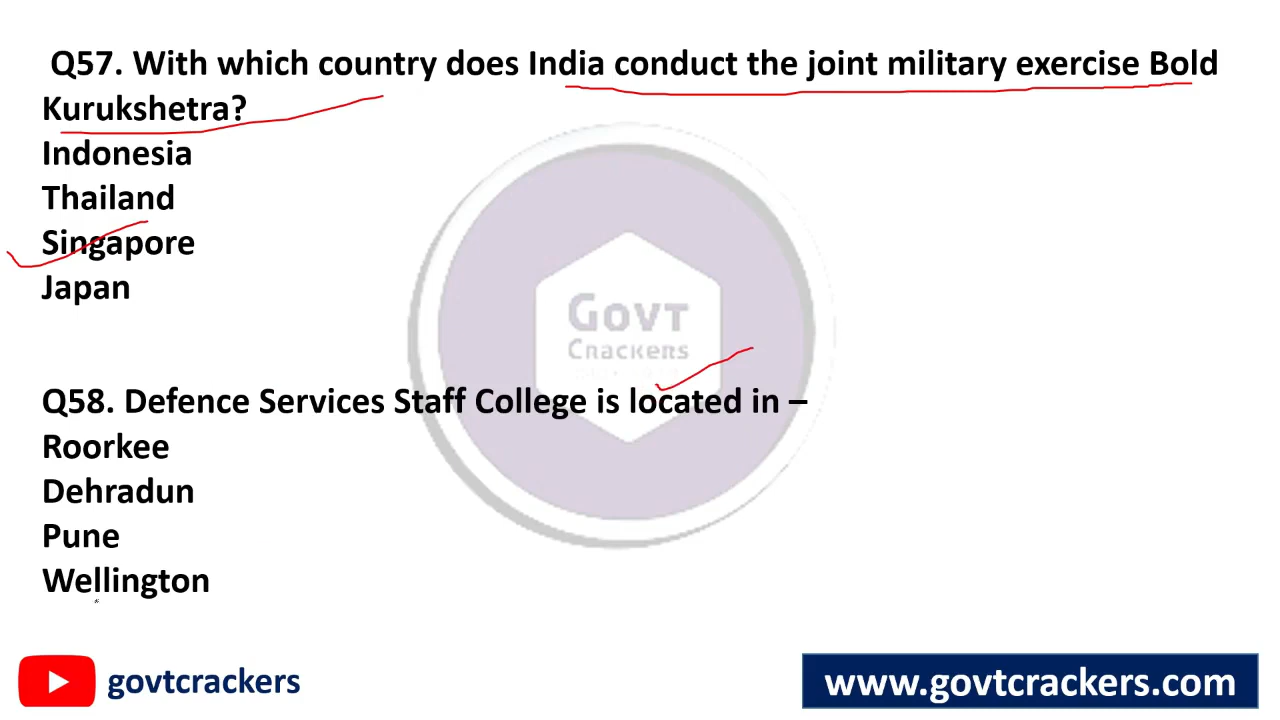 Q57. With which country does India conduct the joint military exercise Bold
Kurukshetra?
Indonesia
Thailand
Singapore
Japan
GOVT
CRACKERS
Q58. Defence Services Staff College is located in –
Roorkee
Dehradun
Pune
Wellington
govtcrackers
www.govtcrackers.com